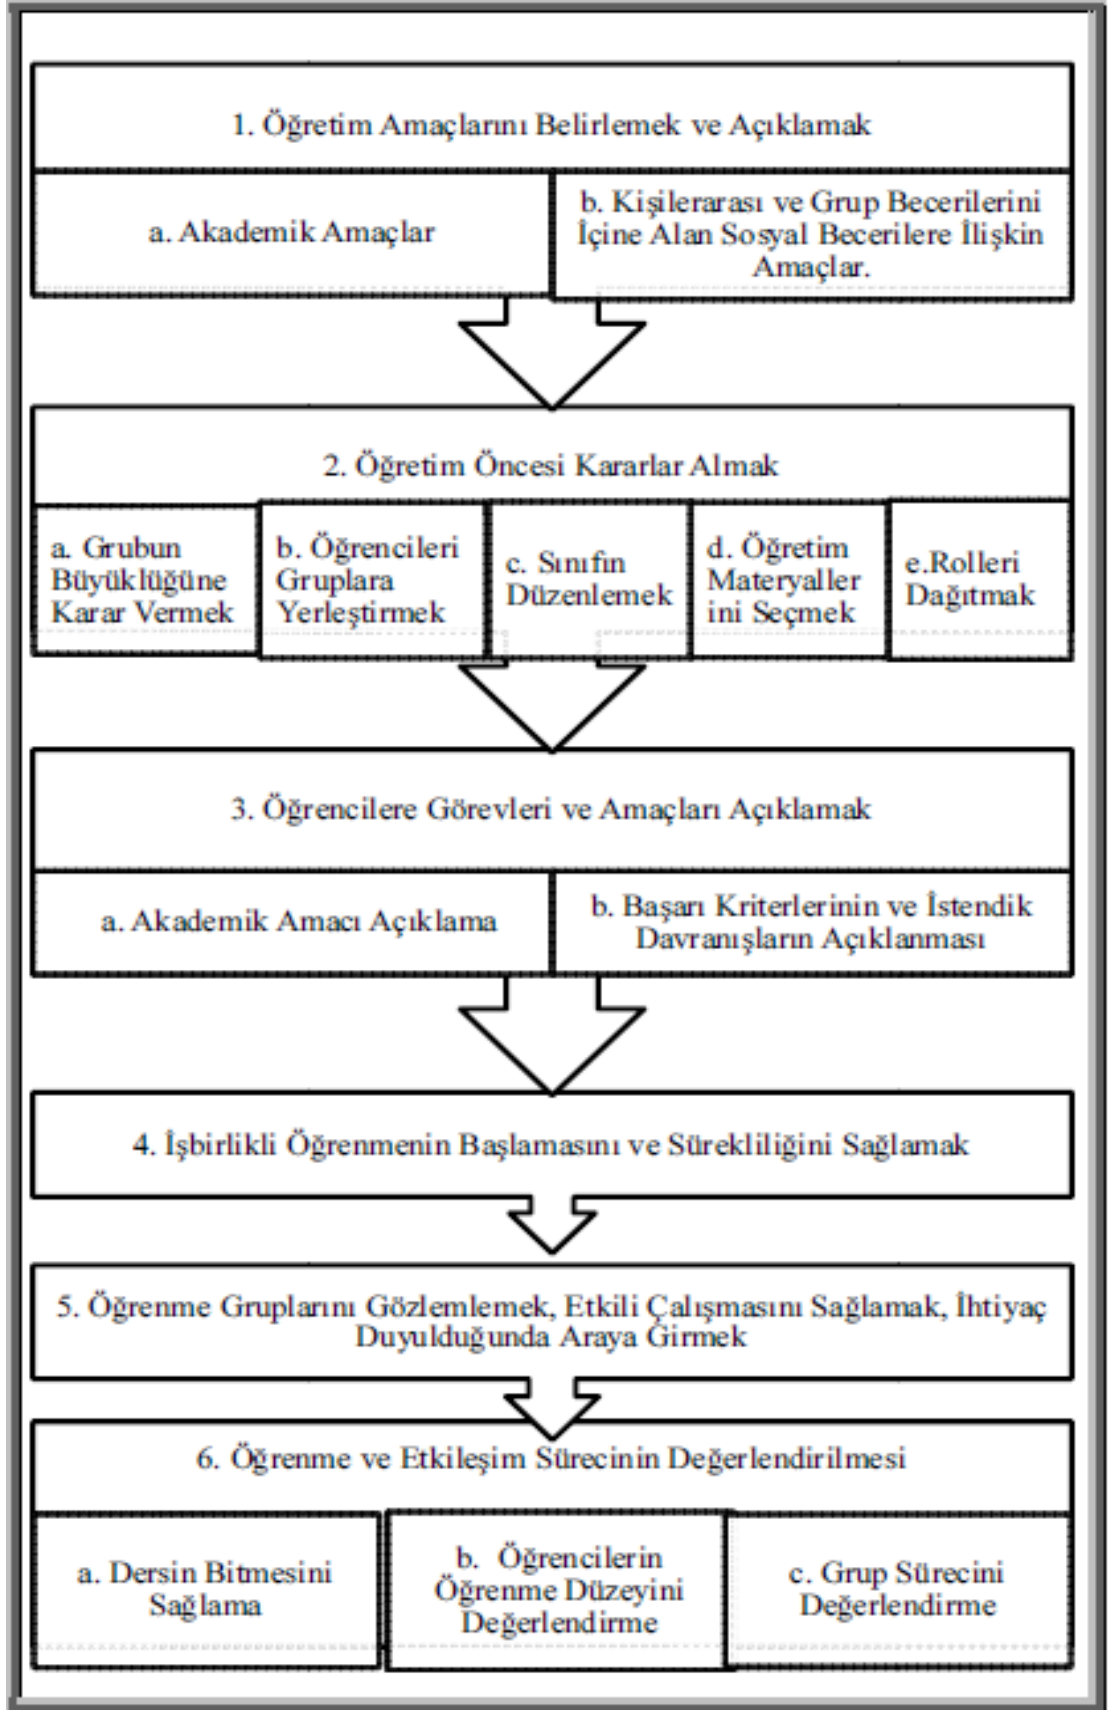 1. Öğretim Amaçlarını Belirlemek ve Açıklamak
a. Akademik Amaçlar
b. Kişilerarası ve Grup Becerilerini
İçine Alan Sosyal Becerilere İlişkin
Amaçlar.
2. Öğretim Öncesi Kararlar Almak
a. Grubun
Büyüklüğüne
Karar Vermek
b. Öğrencileri
Gruplara
Yerleştirmek
c. Sınıfın
Düzenlemek
d. Öğretim
Materyaller
ini Seçmek
e.Rolleri
Dağıtmak
3. Öğrencilere Görevleri ve Amaçları Açıklamak
a. Akademik Amacı Açıklama
b. Başarı Kriterlerinin ve İstendik
Davranışların Açıklanması
4. İşbirlikli Öğrenmenin Başlamasını ve Sürekliliğini Sağlamak
5. Öğrenme Gruplarını Gözlemlemek, Etkili Çalışmasını Sağlamak, İhtiyaç
Duyulduğunda Araya Girmek
6. Öğrenme ve Etkileşim Sürecinin Değerlendirilmesi
a. Dersin Bitmesini
Sağlama
b. Öğrencilerin
Öğrenme Düzeyini
Değerlendirme
c. Grup Sürecini
Değerlendirme